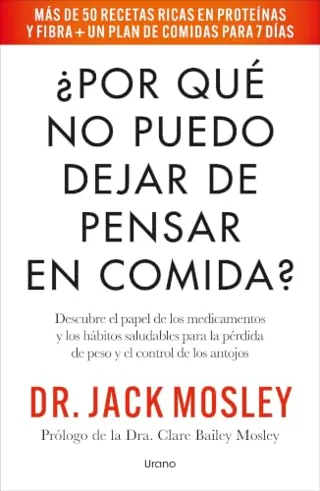 MÁS DE 50 RECETAS RICAS EN PROTEÍNAS
Y FIBRA + UN PLAN DE COMIDAS PARA 7 DÍAS
¿POR QUÉ
NO PUEDO
DEJAR DE
PENSAR
EN COMIDA?
Descubre el papel de los medicamentos
y los hábitos saludables para la pérdida
de peso y el control de los antojos
DR. JACK MOSLEY
Prólogo de la Dra. Clare Bailey Mosley
Urano